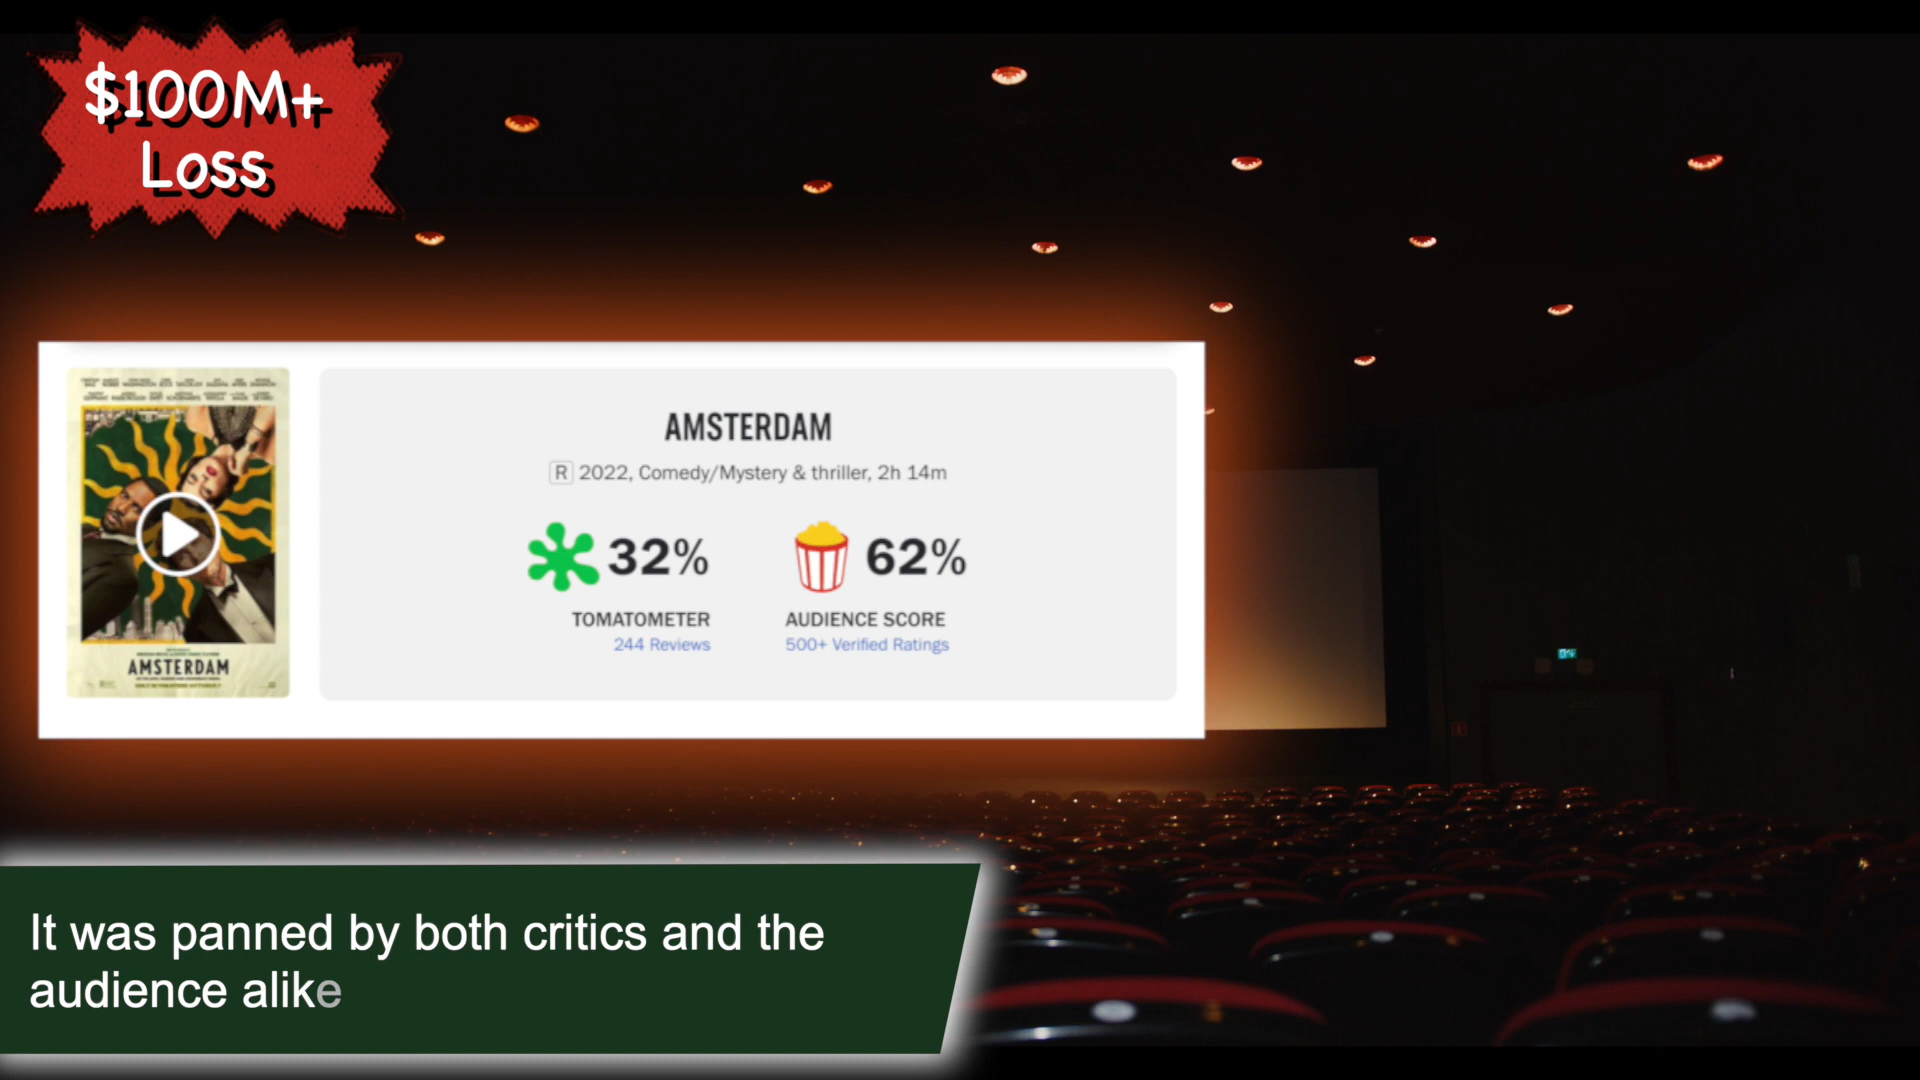 $100M+
Loss
AMSTERDAM
R 2022, Comedy/Mystery & thriller, 2h 14m
32% 62%
TOMATOMETER AUDIENCE SCORE
244 Reviews 500+ Verified Ratings
AMSTERDAM
It was panned by both critics and the
audience alike